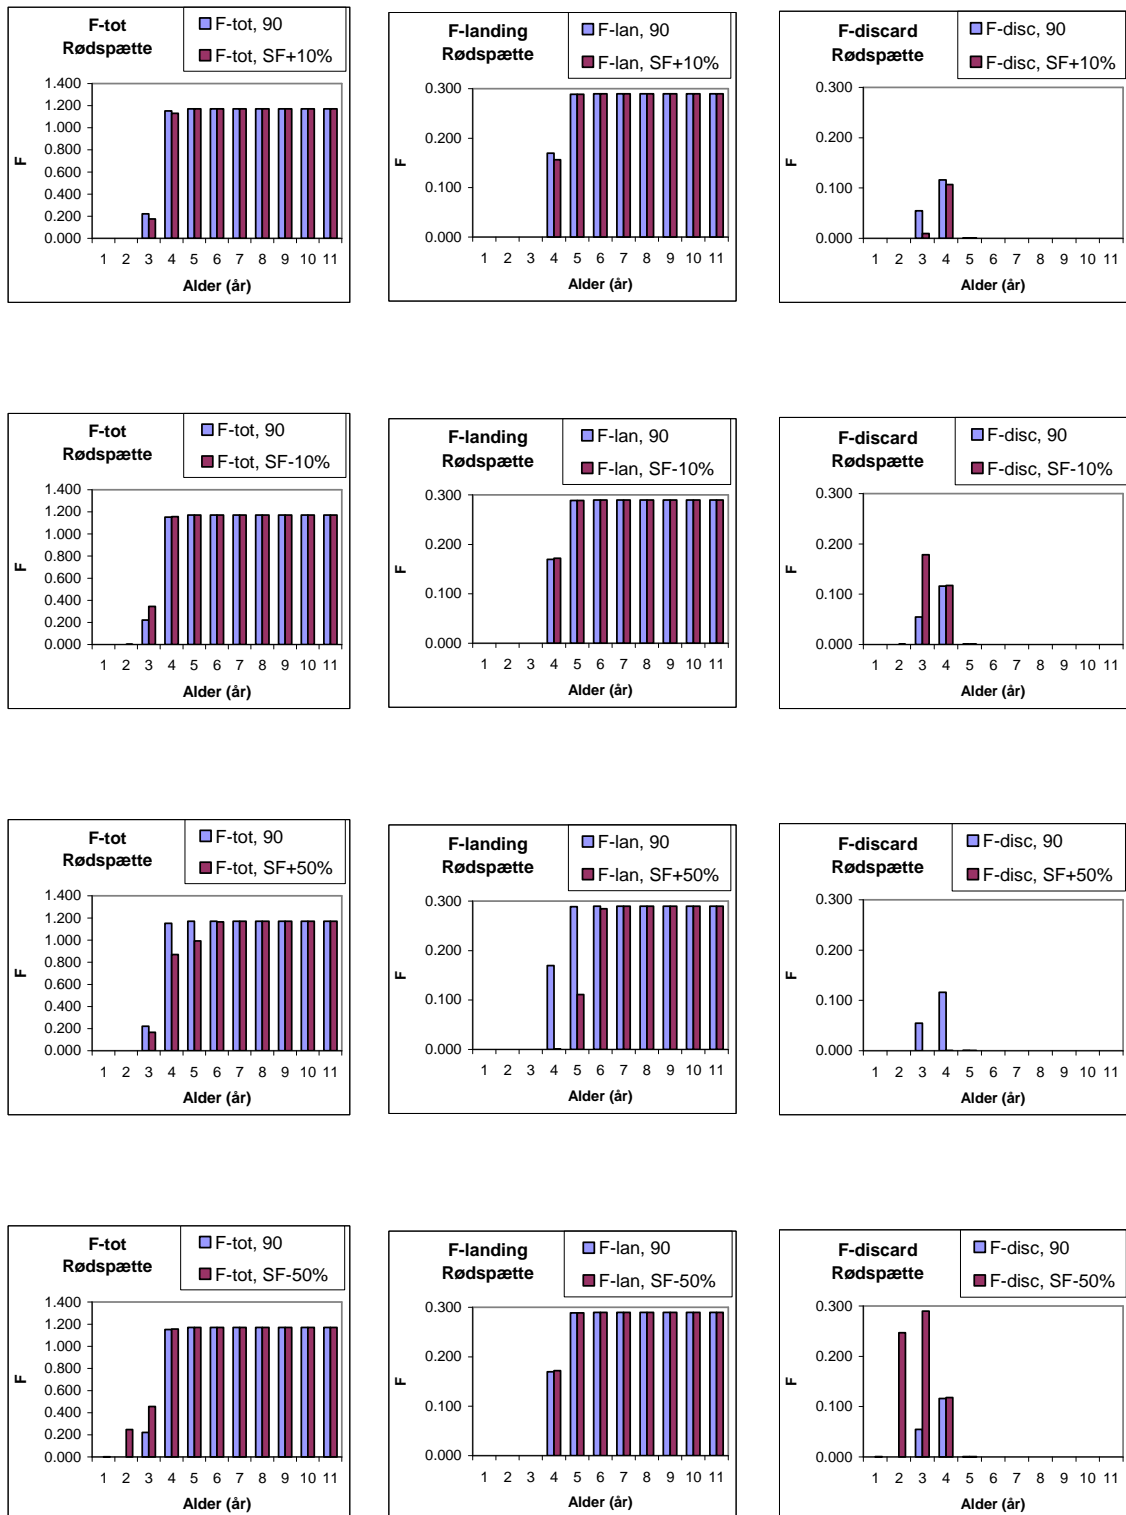 F-tot
Rødspætte
F-tot, 90
F-tot, SF+10%
1.400
1.200
1.000
0.800
0.600
0.400
0.200
0.000
F
1 2 3 4 5 6 7 8 9 10 11
Alder (år)
F-landing
Rødspætte
F-lan, 90
F-lan, SF+10%
0.300
0.200
0.100
0.000
F
1 2 3 4 5 6 7 8 9 10 11
Alder (år)
F-discard
Rødspætte
F-disc, 90
F-disc, SF+10%
0.300
0.200
0.100
0.000
F
1 2 3 4 5 6 7 8 9 10 11
Alder (år)
F-tot
Rødspætte
F-tot, 90
F-tot, SF-10%
1.400
1.200
1.000
0.800
0.600
0.400
0.200
0.000
F
1 2 3 4 5 6 7 8 9 10 11
Alder (år)
F-landing
Rødspætte
F-lan, 90
F-lan, SF-10%
0.300
0.200
0.100
0.000
F
1 2 3 4 5 6 7 8 9 10 11
Alder (år)
F-discard
Rødspætte
F-disc, 90
F-disc, SF-10%
0.300
0.200
0.100
0.000
F
1 2 3 4 5 6 7 8 9 10 11
Alder (år)
F-tot
Rødspætte
F-tot, 90
F-tot, SF+50%
1.400
1.200
1.000
0.800
0.600
0.400
0.200
0.000
F
1 2 3 4 5 6 7 8 9 10 11
Alder (år)
F-landing
Rødspætte
F-lan, 90
F-lan, SF+50%
0.300
0.200
0.100
0.000
F
1 2 3 4 5 6 7 8 9 10 11
Alder (år)
F-discard
Rødspætte
F-disc, 90
F-disc, SF+50%
0.300
0.200
0.100
0.000
F
1 2 3 4 5 6 7 8 9 10 11
Alder (år)
F-tot
Rødspætte
F-tot, 90
F-tot, SF-50%
1.400
1.200
1.000
0.800
0.600
0.400
0.200
0.000
F
1 2 3 4 5 6 7 8 9 10 11
Alder (år)
F-landing
Rødspætte
F-lan, 90
F-lan, SF-50%
0.300
0.200
0.100
0.000
F
1 2 3 4 5 6 7 8 9 10 11
Alder (år)
F-discard
Rødspætte
F-disc, 90
F-disc, SF-50%
0.300
0.200
0.100
0.000
F
1 2 3 4 5 6 7 8 9 10 11
Alder (år)